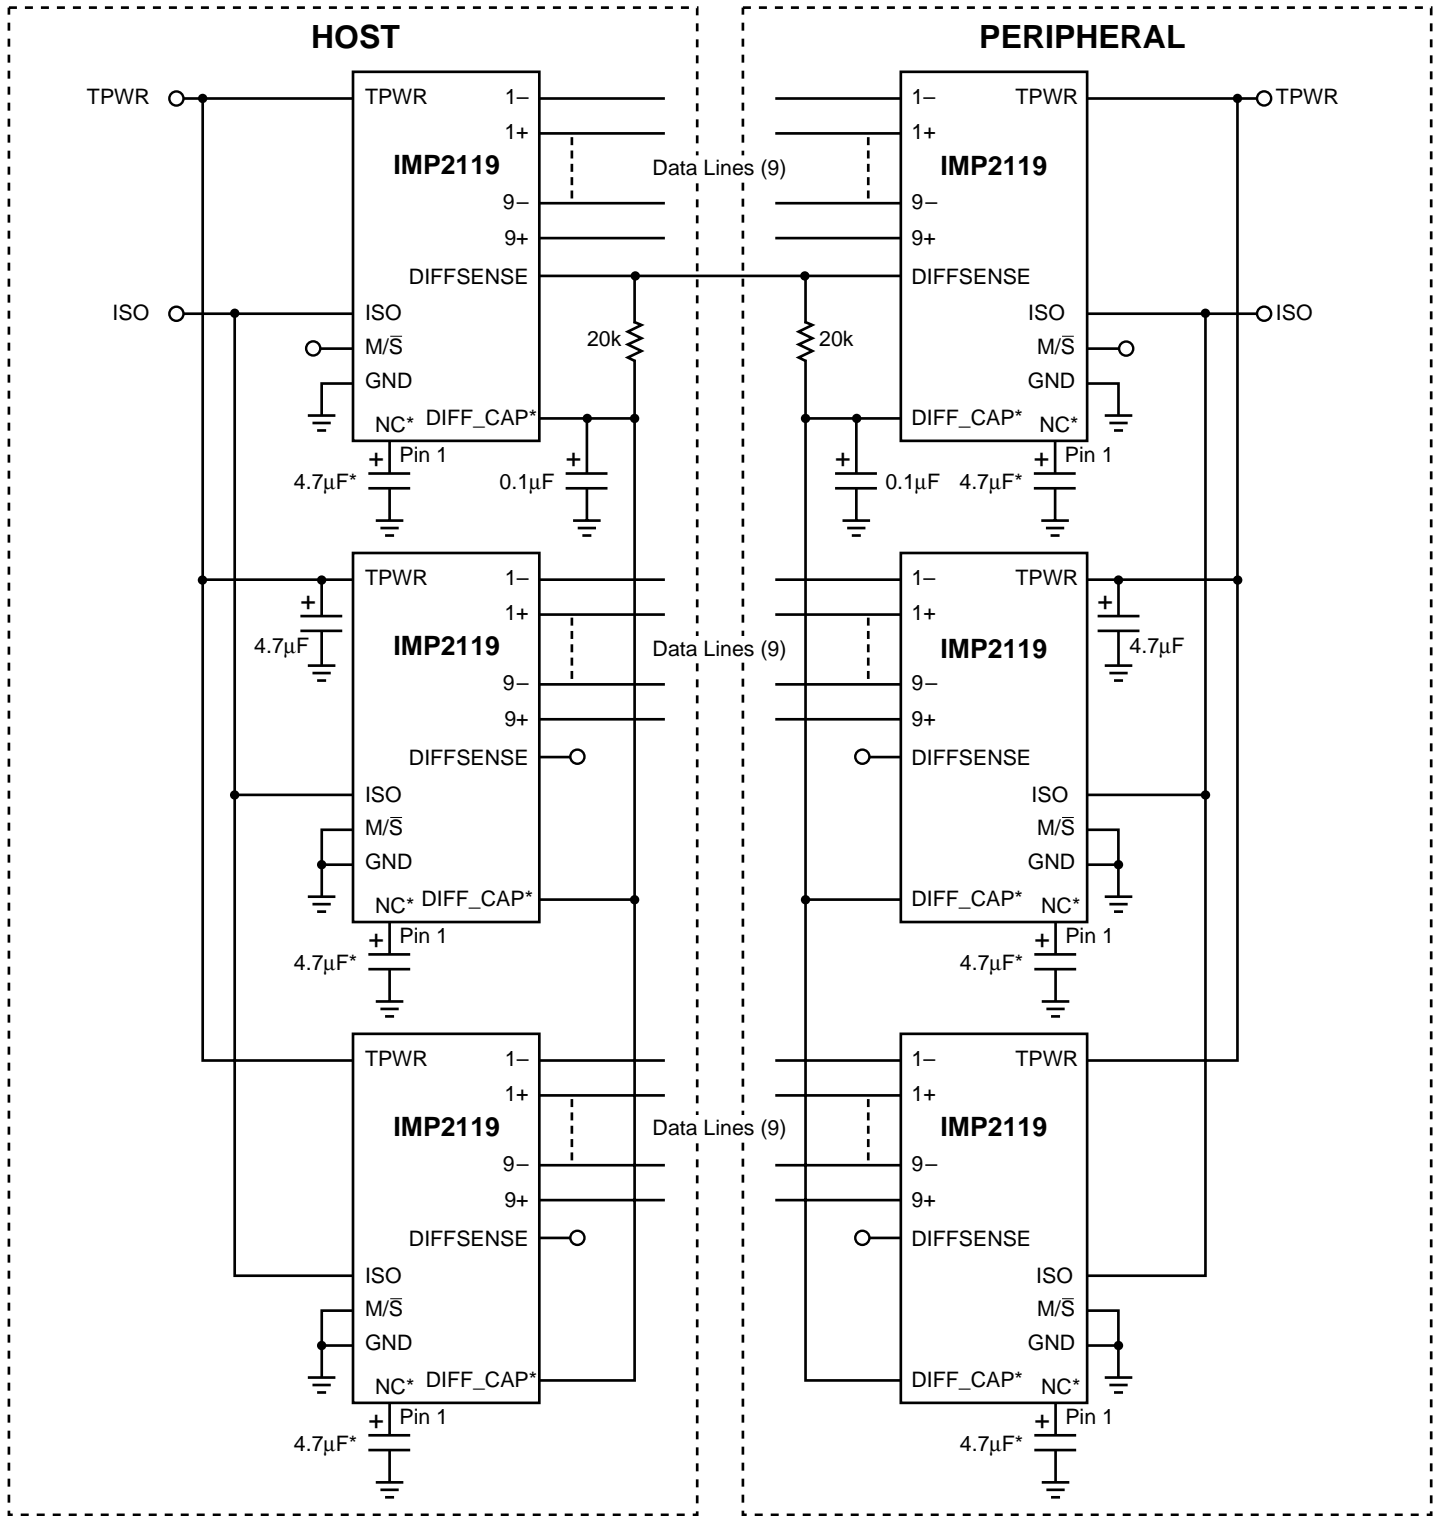 HOST
TPWR
TPWR
1–
1+
IMP2119
9–
9+
DIFFSENSE
ISO
ISO
M/S̅
GND
20k
NC*
DIFF_CAP*
Pin 1
4.7µF*
0.1µF
TPWR
1–
1+
4.7µF
IMP2119
9–
9+
DIFFSENSE
ISO
M/S̅
GND
NC*
DIFF_CAP*
Pin 1
4.7µF*
TPWR
1–
1+
IMP2119
9–
9+
DIFFSENSE
ISO
M/S̅
GND
NC*
DIFF_CAP*
Pin 1
4.7µF*
Data Lines (9)
Data Lines (9)
Data Lines (9)
PERIPHERAL
1–
TPWR
TPWR
1+
IMP2119
9–
9+
DIFFSENSE
ISO
ISO
20k
M/S̅
GND
DIFF_CAP*
NC*
Pin 1
0.1µF
4.7µF*
1–
TPWR
1+
IMP2119
4.7µF
9–
9+
DIFFSENSE
ISO
M/S̅
GND
DIFF_CAP*
NC*
Pin 1
4.7µF*
1–
TPWR
1+
IMP2119
9–
9+
DIFFSENSE
ISO
M/S̅
GND
DIFF_CAP*
NC*
Pin 1
4.7µF*